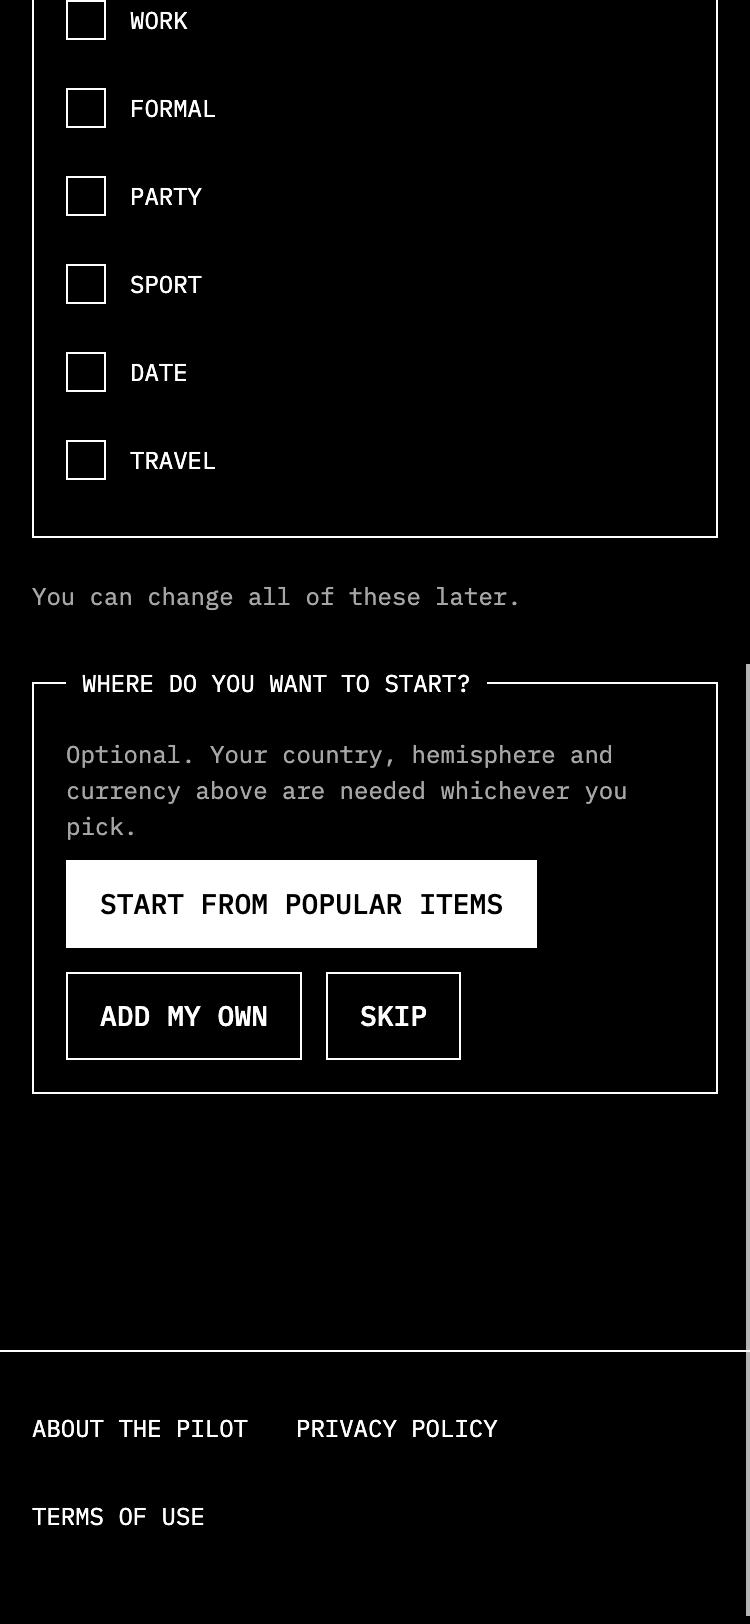 WORK
FORMAL
PARTY
SPORT
DATE
TRAVEL
You can change all of these later.
WHERE DO YOU WANT TO START?
Optional. Your country, hemisphere and
currency above are needed whichever you
pick.
START FROM POPULAR ITEMS
ADD MY OWN SKIP
ABOUT THE PILOT PRIVACY POLICY
TERMS OF USE